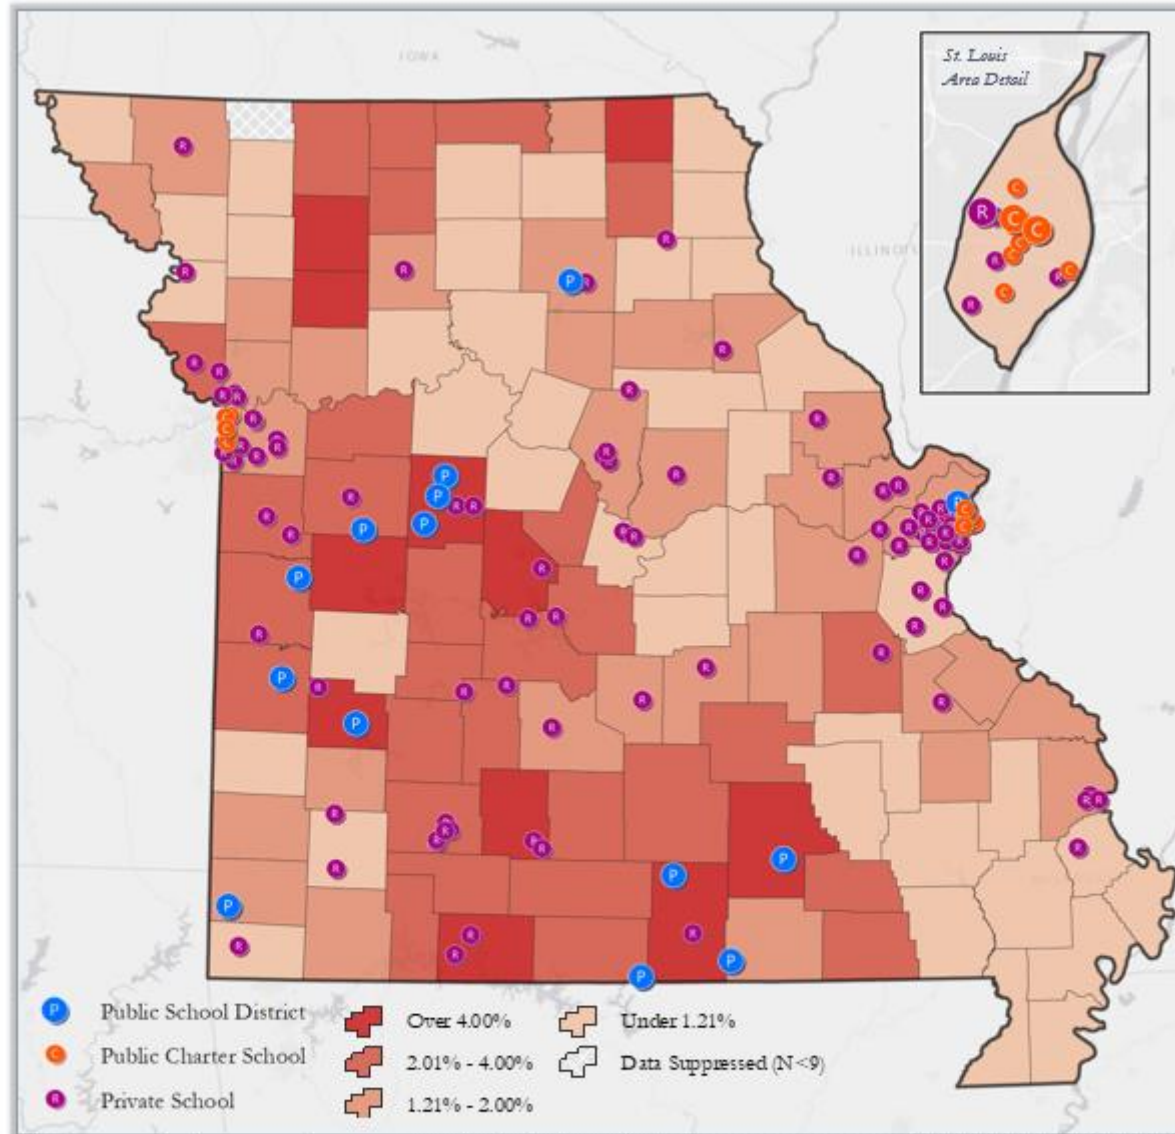 IOWA
St. Louis
Area Detail
ILLINOIS
P Public School District
C Public Charter School
R Private School
Over 4.00%
2.01% - 4.00%
1.21% - 2.00%
Under 1.21%
Data Suppressed (N<9)